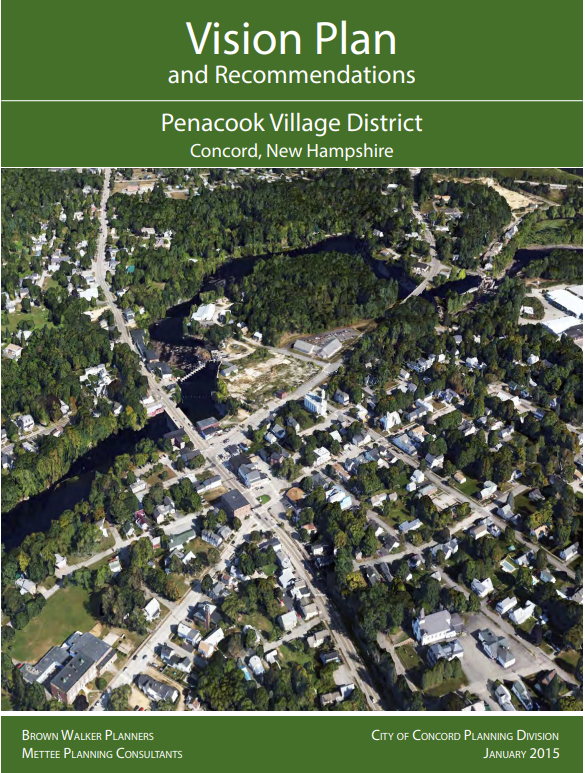 Vision Plan
and Recommendations
Penacook Village District
Concord, New Hampshire
Brown Walker Planners
Mettee Planning Consultants
City of Concord Planning Division
January 2015